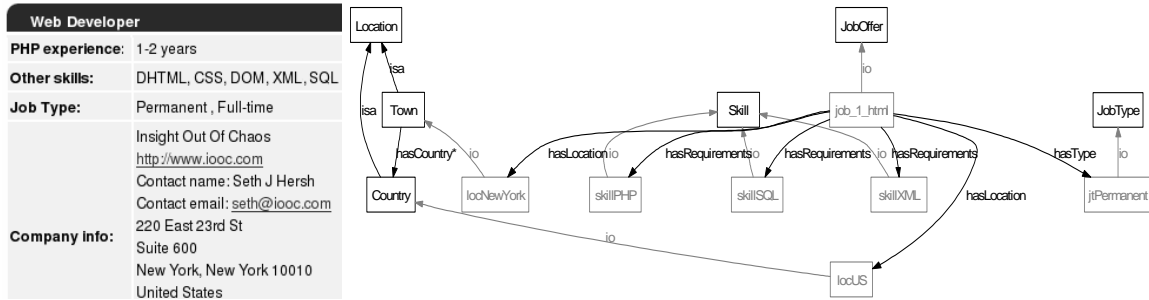 Web Developer
PHP experience: 1-2 years
Other skills: DHTML, CSS, DOM, XML, SQL
Job Type: Permanent , Full-time
Company info:
Insight Out Of Chaos
http://www.iooc.com
Contact name: Seth J Hersh
Contact email: seth@iooc.com
220 East 23rd St
Suite 600
New York, New York 10010
United States
Location
JobOffer
isa
io
isa
Town
Skill
job_1_html
JobType
hasCountry*
io
hasLocation
io
hasRequirements
io
hasRequirements
io
hasRequirements
hasType
io
Country
locNewYork
skillPHP
skillSQL
skillXML
hasLocation
jtPermanent
io
locUS